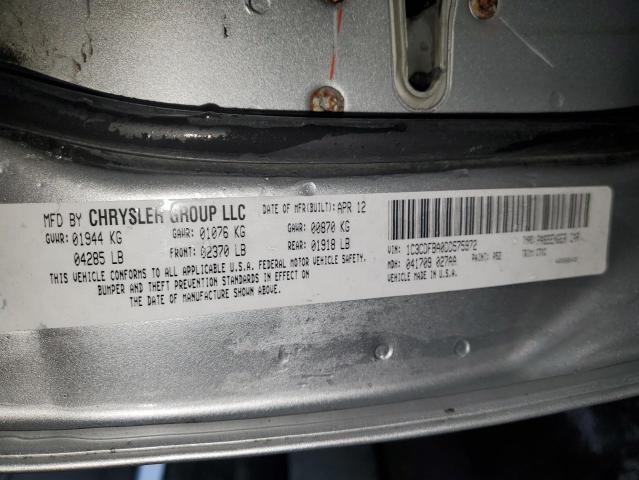 MFD BY CHRYSLER GROUP LLC
DATE OF MFR(BUILT): APR 12
GVWR: 01944 KG GAWR: 01076 KG GAWR: 00870 KG
04285 LB FRONT: 02370 LB REAR: 01918 LB
THIS VEHICLE CONFORMS TO ALL APPLICABLE U.S.A. FEDERAL MOTOR VEHICLE SAFETY,
BUMPER AND THEFT PREVENTION STANDARDS IN EFFECT ON
THE DATE OF MANUFACTURE SHOWN ABOVE.
VIN: 1C3CDFBA0DD575972 TYPE: PASSENGER CAR
MDH: 041709 027AA PAINT: PS2 TRIM:
VEHICLE MADE IN U.S.A.